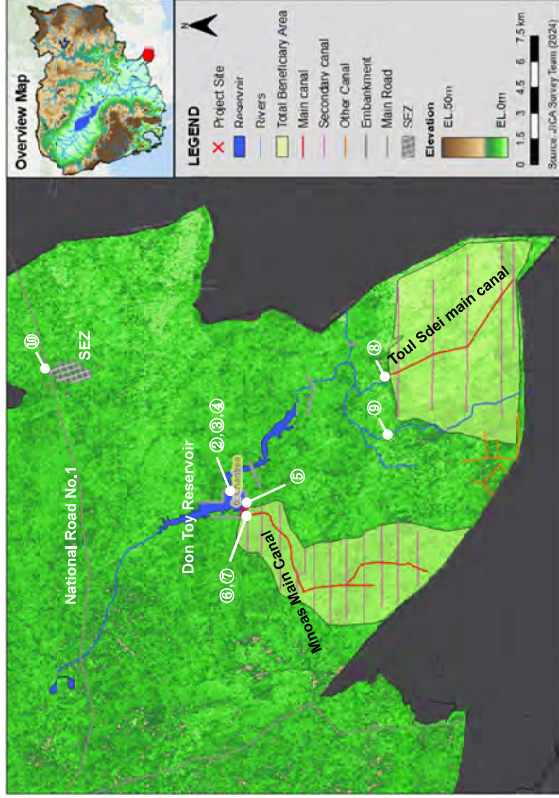 Overview Map
N
LEGEND
Project Site
Reservoir
Rivers
Total Beneficiary Area
Main canal
Secondary canal
Other Canal
Embankment
Main Road
SEZ
Elevation
EL.50m
EL.0m
0 1.5 3 4.5 6 7.5 km
Source: JICA Survey Team (2024)
⑩
SEZ
National Road No.1
Don Toy Reservoir
②,③,④
⑤
⑥,⑦
Mnoas Main Canal
⑧
⑨
Toul Sdei main canal